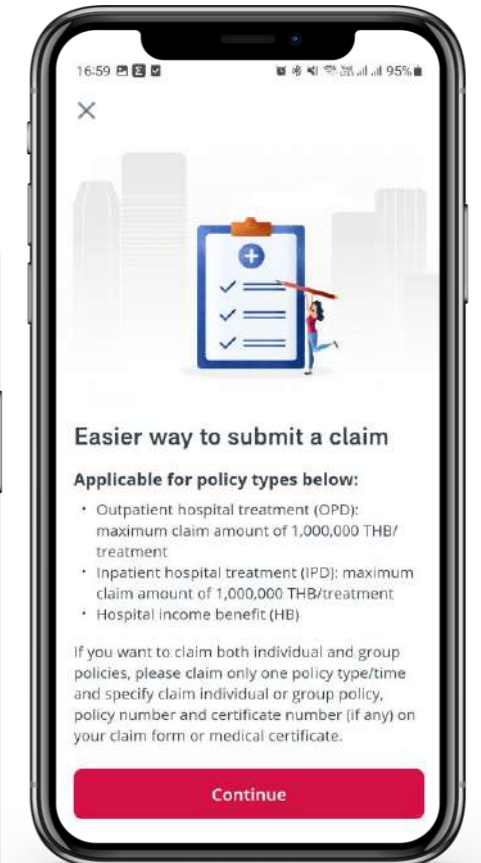 16:59
95%
Easier way to submit a claim
Applicable for policy types below:
• Outpatient hospital treatment (OPD):
maximum claim amount of 1,000,000 THB/
treatment
• Inpatient hospital treatment (IPD): maximum
claim amount of 1,000,000 THB/treatment
• Hospital income benefit (HB)
If you want to claim both individual and group
policies, please claim only one policy type/time
and specify claim individual or group policy,
policy number and certificate number (if any) on
your claim form or medical certificate.
Continue